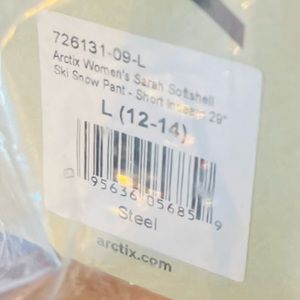 726131-09-L
Arctix Women's Sarah Softshell
Ski Snow Pant - Short Inseam 29"
L (12-14)
95636 05685 9
Steel
arctix.com